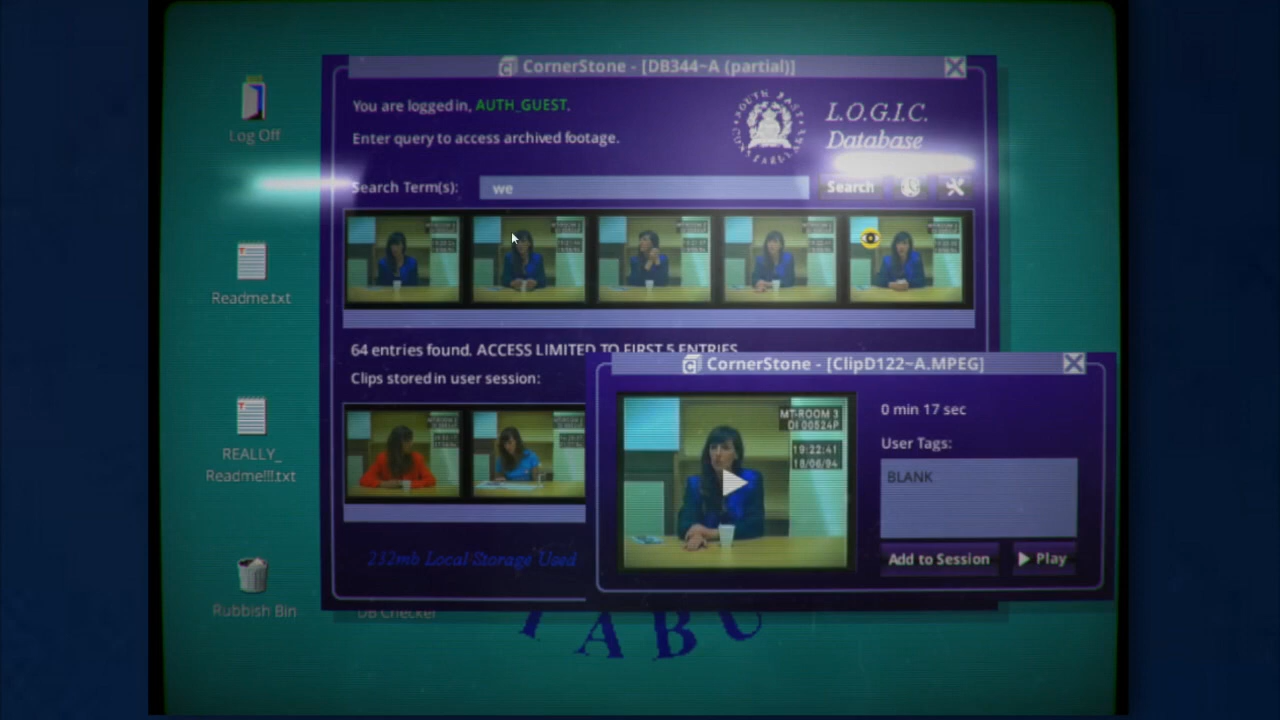 CornerStone - [DB344~A (partial)]
You are logged in, AUTH_GUEST.
Enter query to access archived footage.
L.O.G.I.C.
Database
Search Term(s):
we
Search
64 entries found. ACCESS LIMITED TO FIRST 5 ENTRIES
Clips stored in user session:
232mb Local Storage Used
CornerStone - [ClipD122~A.MPEG]
MT-ROOM 3
DI 00524P
19:22:41
18/06/94
0 min 17 sec
User Tags:
BLANK
Add to Session
Play
Log Off
Readme.txt
REALLY_
Readme!!!.txt
Rubbish Bin
DB Checker